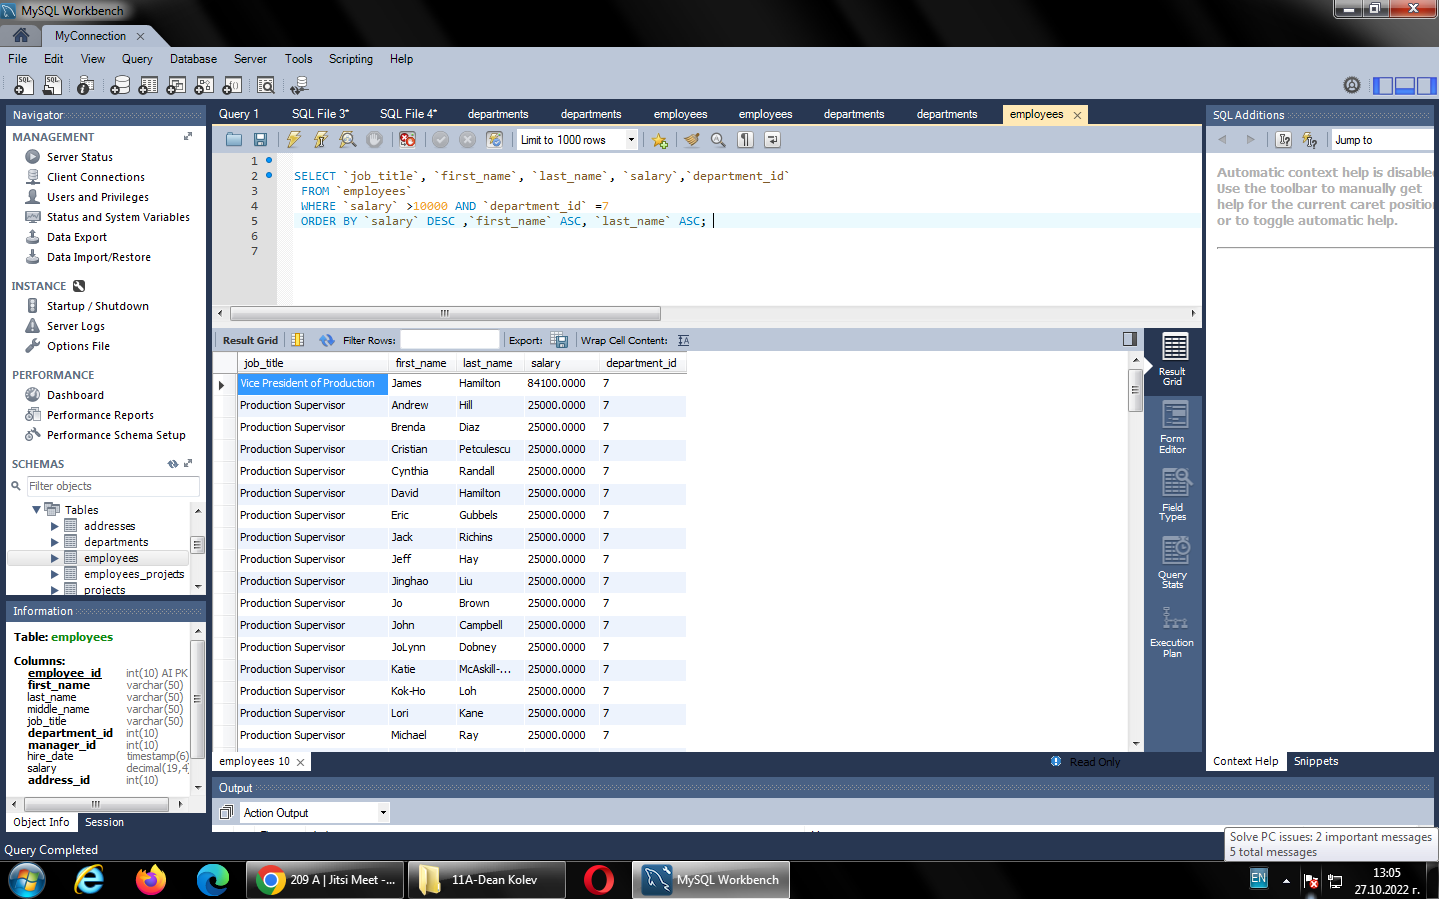 MySQL Workbench
MyConnection
File Edit View Query Database Server Tools Scripting Help
Navigator
MANAGEMENT
Server Status
Client Connections
Users and Privileges
Status and System Variables
Data Export
Data Import/Restore
INSTANCE
Startup / Shutdown
Server Logs
Options File
PERFORMANCE
Dashboard
Performance Reports
Performance Schema Setup
SCHEMAS
Filter objects
Tables
addresses
departments
employees
employees_projects
projects
Information
Table: employees
Columns:
employee_id int(10) AI PK
first_name varchar(50)
last_name varchar(50)
middle_name varchar(50)
job_title varchar(50)
department_id int(10)
manager_id int(10)
hire_date timestamp(6)
salary decimal(19,4
address_id int(10)
Object Info Session
Query Completed
Query 1 SQL File 3* SQL File 4* departments departments employees employees departments departments employees
Limit to 1000 rows
1
2 SELECT `job_title`, `first_name`, `last_name`, `salary`,`department_id`
3 FROM `employees`
4 WHERE `salary` >10000 AND `department_id` =7
5 ORDER BY `salary` DESC ,`first_name` ASC, `last_name` ASC;
6
7
Result Grid Filter Rows: Export: Wrap Cell Content:
job_title first_name last_name salary department_id
Vice President of Production James Hamilton 84100.0000 7
Production Supervisor Andrew Hill 25000.0000 7
Production Supervisor Brenda Diaz 25000.0000 7
Production Supervisor Cristian Petculescu 25000.0000 7
Production Supervisor Cynthia Randall 25000.0000 7
Production Supervisor David Hamilton 25000.0000 7
Production Supervisor Eric Gubbels 25000.0000 7
Production Supervisor Jack Richins 25000.0000 7
Production Supervisor Jeff Hay 25000.0000 7
Production Supervisor Jinghao Liu 25000.0000 7
Production Supervisor Jo Brown 25000.0000 7
Production Supervisor John Campbell 25000.0000 7
Production Supervisor JoLynn Dobney 25000.0000 7
Production Supervisor Katie McAskill-... 25000.0000 7
Production Supervisor Kok-Ho Loh 25000.0000 7
Production Supervisor Lori Kane 25000.0000 7
Production Supervisor Michael Ray 25000.0000 7
Result
Grid
Form
Editor
Field
Types
Query
Stats
Execution
Plan
employees 10
Read Only
Output
Action Output
SQL Additions
Jump to
Automatic context help is disabled
Use the toolbar to manually get
help for the current caret position
or to toggle automatic help.
Context Help Snippets
Solve PC issues: 2 important messages
5 total messages
209 A | Jitsi Meet -...
11A-Dean Kolev
MySQL Workbench
EN
13:05
27.10.2022 г.